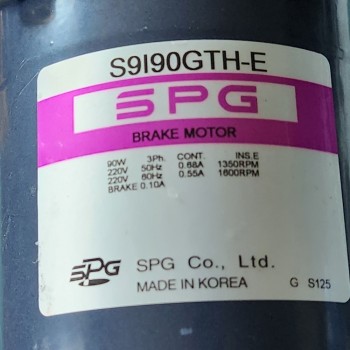 S9I90GTH-E
SPG
BRAKE MOTOR
90W 3Ph. CONT. INS.E
220V 50Hz 0.68A 1350RPM
220V 60Hz 0.55A 1600RPM
BRAKE 0.10A
SPG SPG Co., Ltd.
MADE IN KOREA G S125